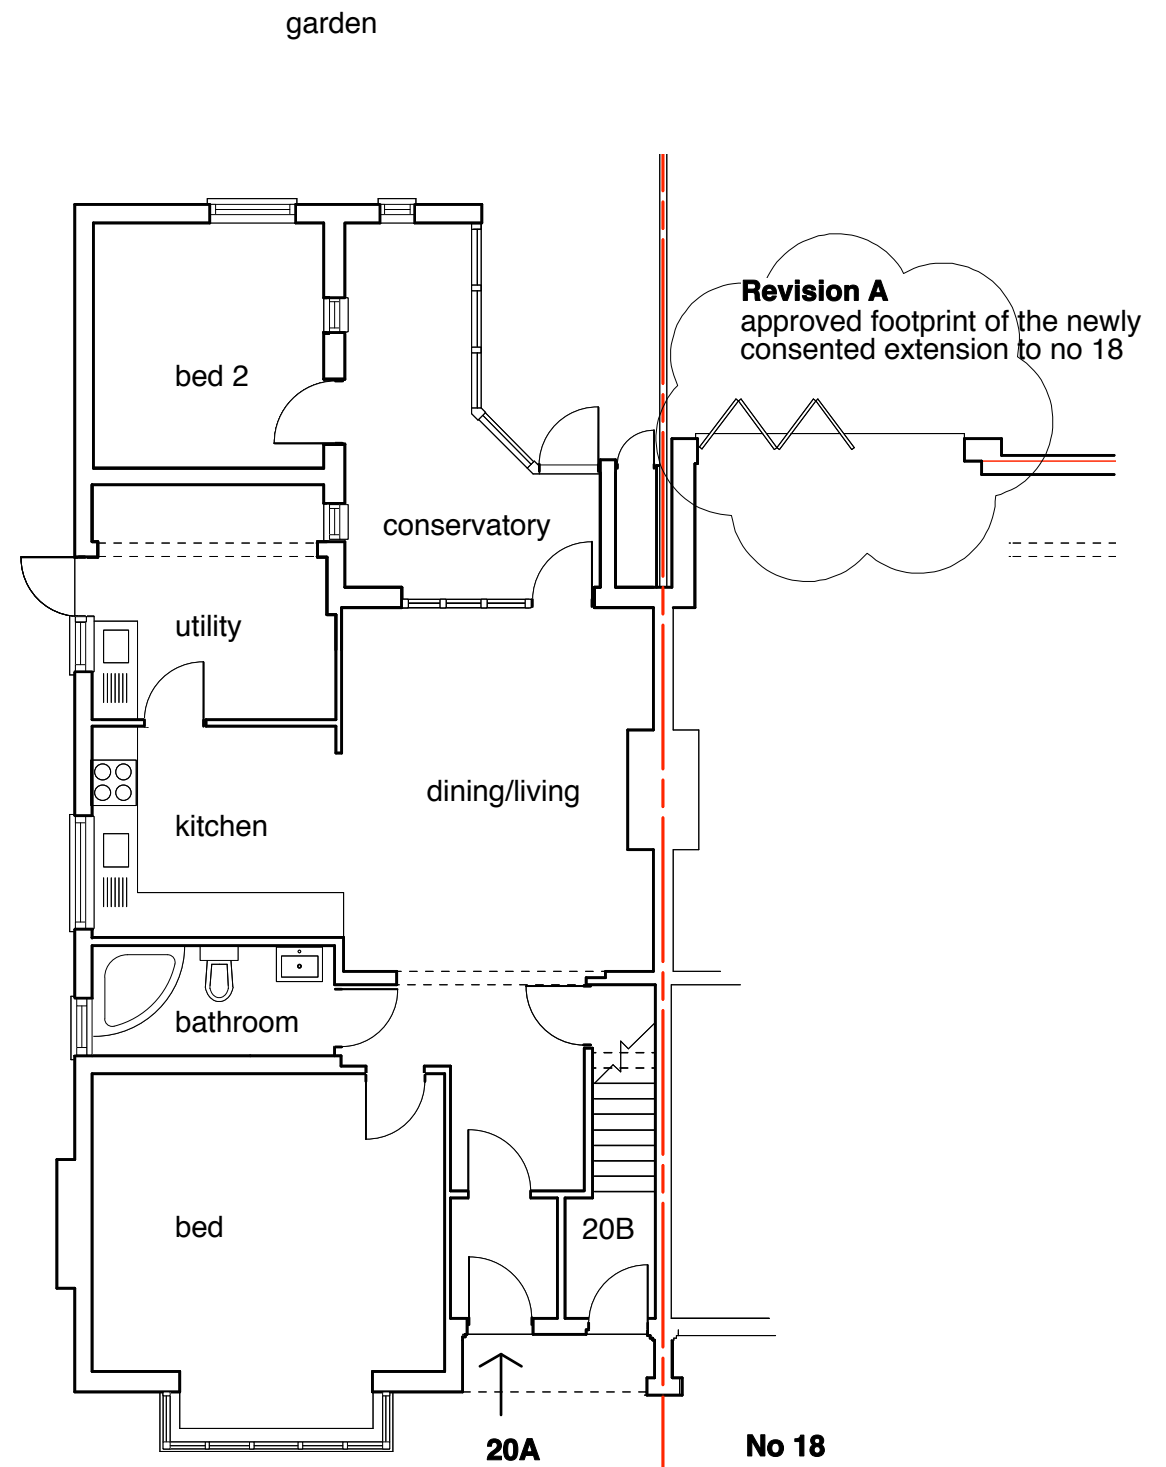 garden
Revision A
approved footprint of the newly
consented extension to no 18
bed 2
conservatory
utility
dining/living
kitchen
bathroom
bed
20B
20A
No 18